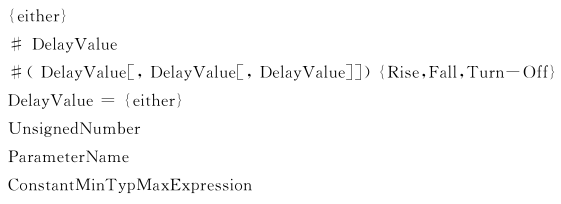 {either}
# DelayValue
#( DelayValue[, DelayValue[, DelayValue]]) {Rise,Fall,Turn-Off}
DelayValue = {either}
UnsignedNumber
ParameterName
ConstantMinTypMaxExpression